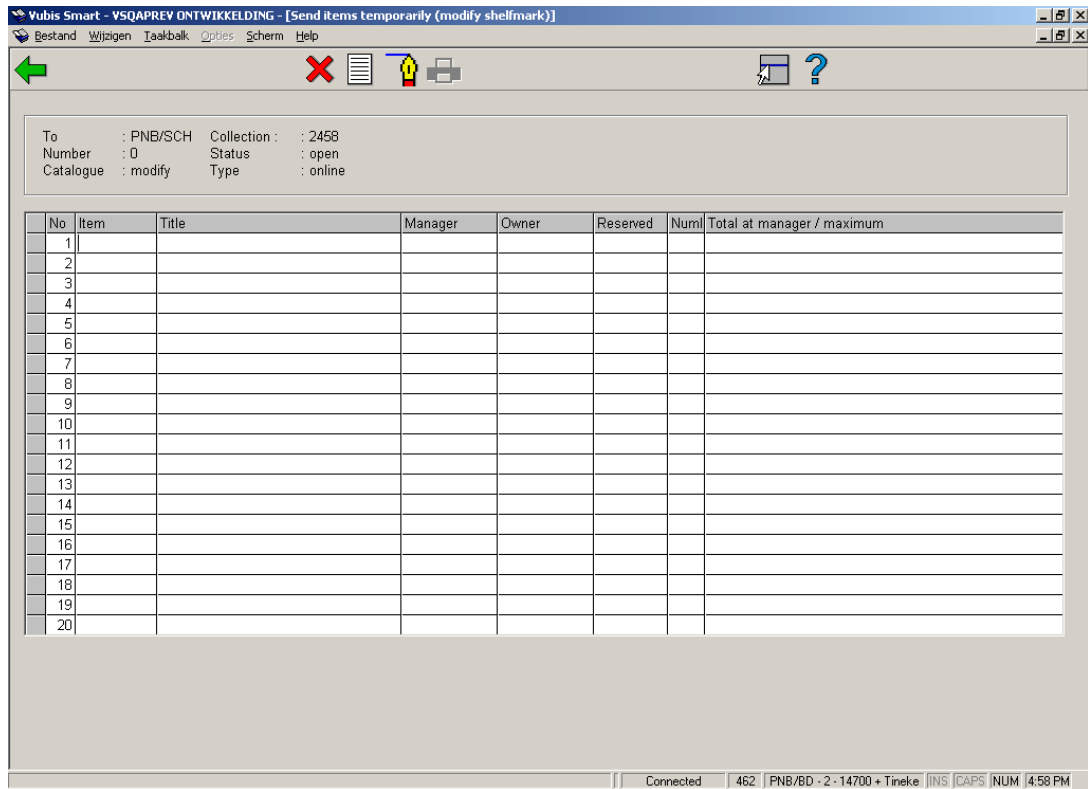 Vubis Smart - VSQAPREV ONTWIKKELDING - [Send items temporarily (modify shelfmark)]
Bestand Wijzigen Taakbalk Opties Scherm Help
To : PNB/SCH Collection : : 2458
Number : 0 Status : open
Catalogue : modify Type : online
No Item Title Manager Owner Reserved Numl Total at manager / maximum
1
2
3
4
5
6
7
8
9
10
11
12
13
14
15
16
17
18
19
20
Connected 462 PNB/BD - 2 - 14700 + Tineke INS CAPS NUM 4:58 PM